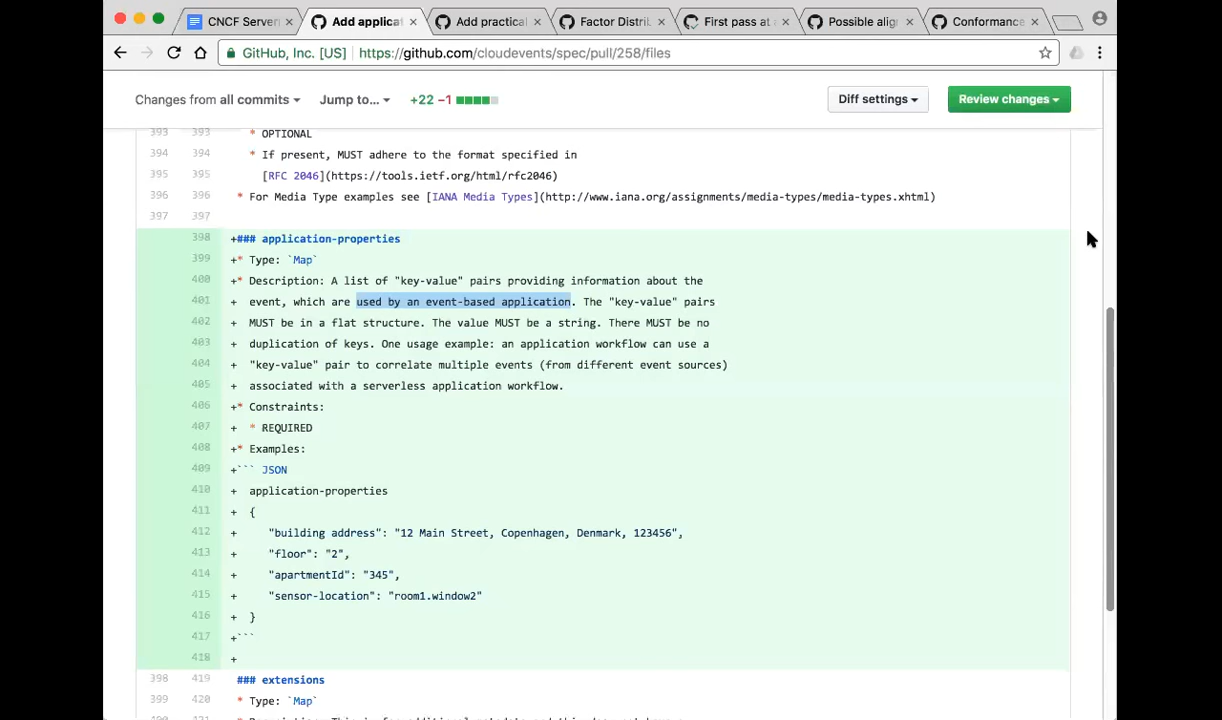 CNCF Server
Add applicat
Add practical
Factor Distrib
First pass at a
Possible alig
Conformance
GitHub, Inc. [US] https://github.com/cloudevents/spec/pull/258/files
Changes from all commits Jump to... +22 −1 Diff settings Review changes
393 393 * OPTIONAL
394 394 * If present, MUST adhere to the format specified in
395 395 [RFC 2046](https://tools.ietf.org/html/rfc2046)
396 396 * For Media Type examples see [IANA Media Types](http://www.iana.org/assignments/media-types/media-types.xhtml)
397 397
398 +### application-properties
399 +* Type: `Map`
400 +* Description: A list of "key-value" pairs providing information about the
401 + event, which are used by an event-based application. The "key-value" pairs
402 + MUST be in a flat structure. The value MUST be a string. There MUST be no
403 + duplication of keys. One usage example: an application workflow can use a
404 + "key-value" pair to correlate multiple events (from different event sources)
405 + associated with a serverless application workflow.
406 +* Constraints:
407 + * REQUIRED
408 +* Examples:
409 +``` JSON
410 + application-properties
411 + {
412 + "building address": "12 Main Street, Copenhagen, Denmark, 123456",
413 + "floor": "2",
414 + "apartmentId": "345",
415 + "sensor-location": "room1.window2"
416 + }
417 +```
418 +
398 419 ### extensions
399 420 * Type: `Map`